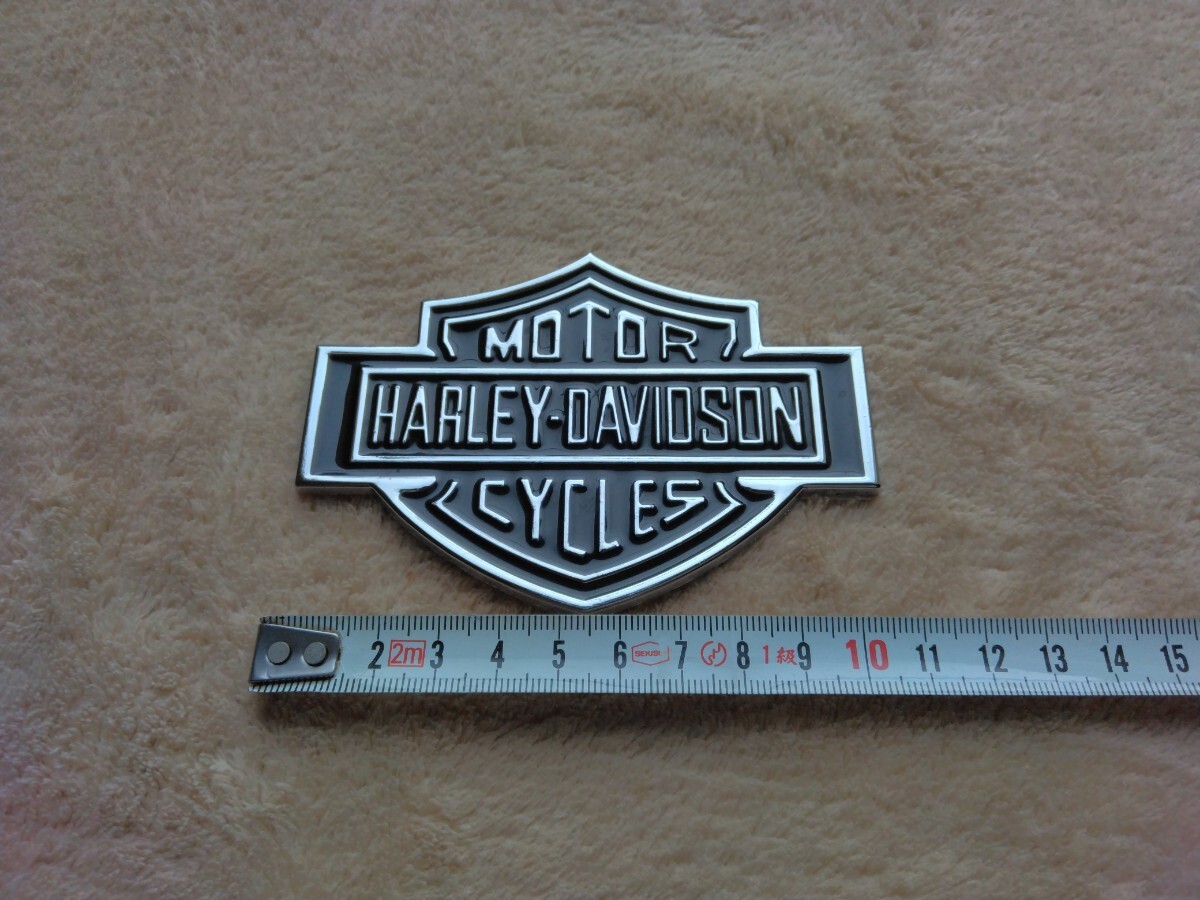 MOTOR
HARLEY-DAVIDSON
CYCLES
2 2m 3 4 5 6 SEKISUI 7 8 1級 9 10 11 12 13 14 15